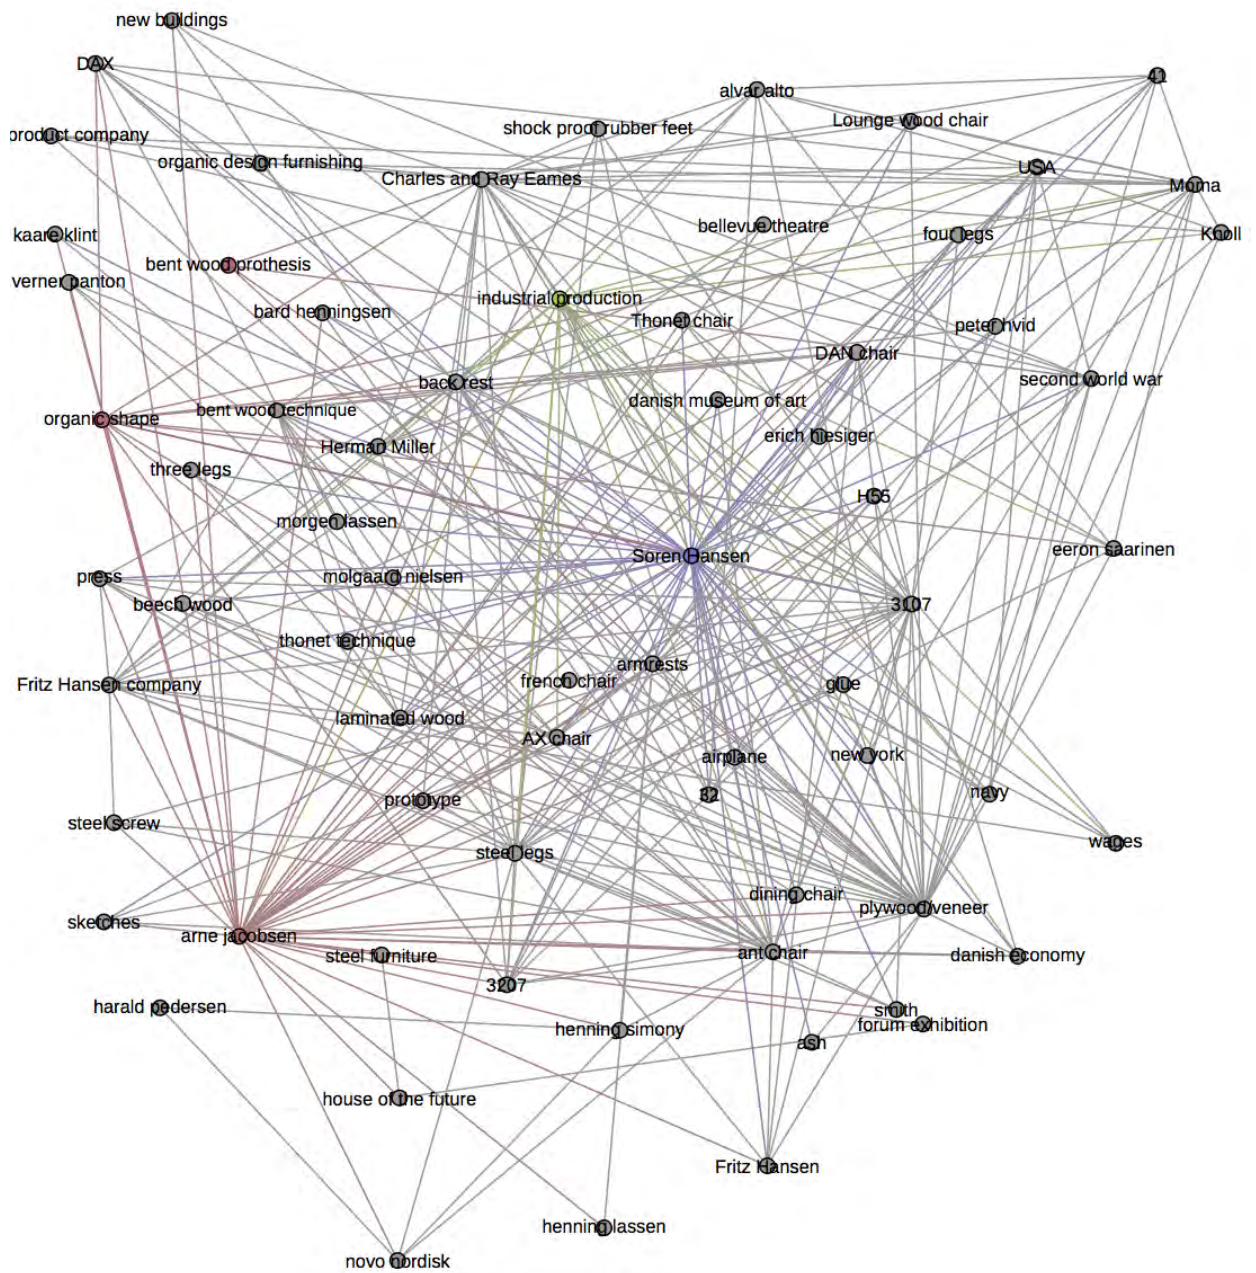 new buildings
DAX
41
alvar alto
Lounge wood chair
product company
shock proof rubber feet
organic design furnishing
Charles and Ray Eames
USA
Moma
kaare klint
bellevue theatre
four legs
Knoll
bent wood prothesis
verner panton
industrial production
bard henningsen
Thonet chair
peter hvid
DAN chair
back rest
second world war
danish museum of art
bent wood technique
organic shape
erich hiesiger
Herman Miller
three legs
H55
morgen lassen
Soren Hansen
eeron saarinen
press
molgaard nielsen
beech wood
3107
thonet technique
armrests
Fritz Hansen company
french chair
glue
laminated wood
AX chair
airplane
new york
32
navy
prototype
steel screw
wages
steel legs
dining chair
plywood/veneer
skerches
arne jacobsen
steel furniture
ant chair
danish economy
3207
harald pedersen
smith
forum exhibition
henning simony
ash
house of the future
Fritz Hansen
henning lassen
novo nordisk